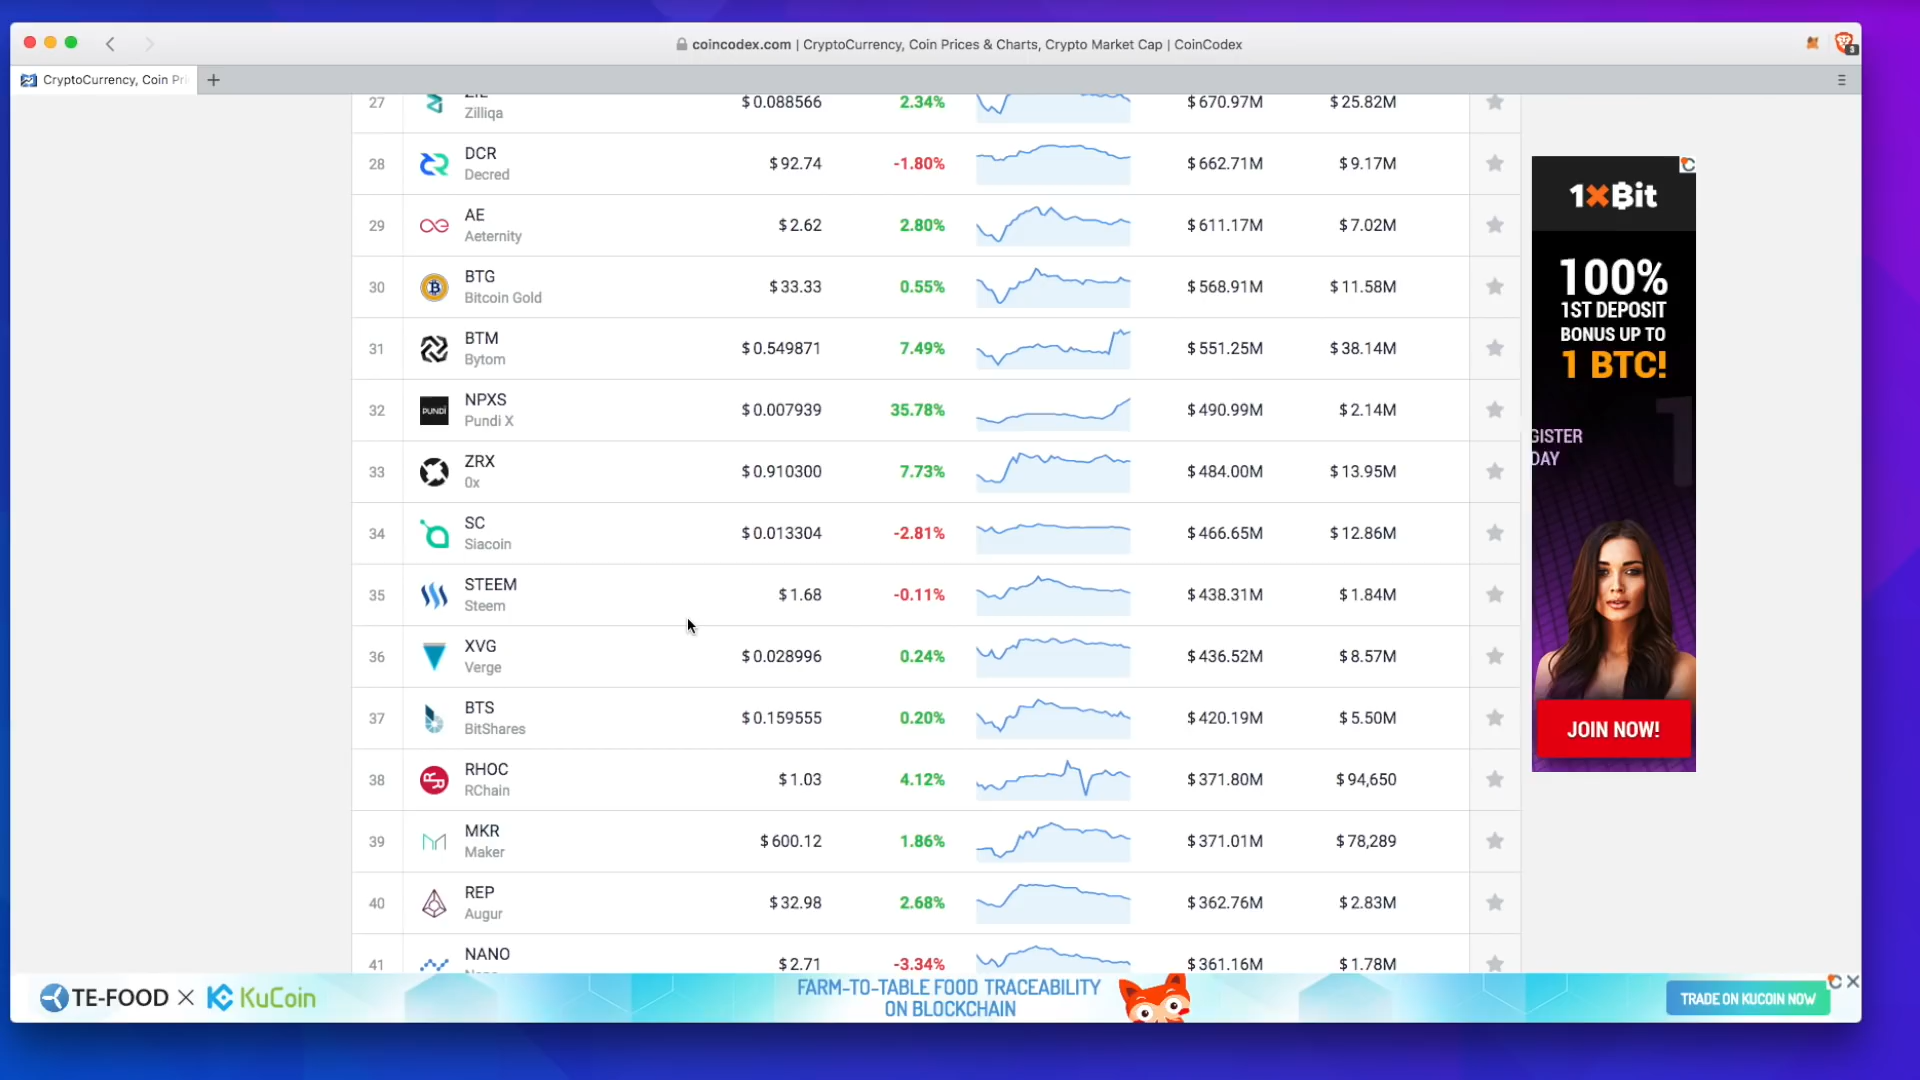 coincodex.com | CryptoCurrency, Coin Prices & Charts, Crypto Market Cap | CoinCodex
3
CryptoCurrency, Coin Pri
27 ZIL $ 0.088566 2.34% $ 670.97M $ 25.82M
Zilliqa
28 DCR $ 92.74 -1.80% $ 662.71M $ 9.17M
Decred
29 AE $ 2.62 2.80% $ 611.17M $ 7.02M
Aeternity
30 BTG $ 33.33 0.55% $ 568.91M $ 11.58M
Bitcoin Gold
31 BTM $ 0.549871 7.49% $ 551.25M $ 38.14M
Bytom
32 PUNDI NPXS $ 0.007939 35.78% $ 490.99M $ 2.14M
Pundi X
33 ZRX $ 0.910300 7.73% $ 484.00M $ 13.95M
0x
34 SC $ 0.013304 -2.81% $ 466.65M $ 12.86M
Siacoin
35 STEEM $ 1.68 -0.11% $ 438.31M $ 1.84M
Steem
36 XVG $ 0.028996 0.24% $ 436.52M $ 8.57M
Verge
37 BTS $ 0.159555 0.20% $ 420.19M $ 5.50M
BitShares
38 RHOC $ 1.03 4.12% $ 371.80M $ 94,650
RChain
39 MKR $ 600.12 1.86% $ 371.01M $ 78,289
Maker
40 REP $ 32.98 2.68% $ 362.76M $ 2.83M
Augur
41 NANO $ 2.71 -3.34% $ 361.16M $ 1.78M
1xBit
100%
1ST DEPOSIT
BONUS UP TO
1 BTC!
GISTER
DAY
JOIN NOW!
TE-FOOD X KuCoin
FARM-TO-TABLE FOOD TRACEABILITY
ON BLOCKCHAIN
TRADE ON KUCOIN NOW